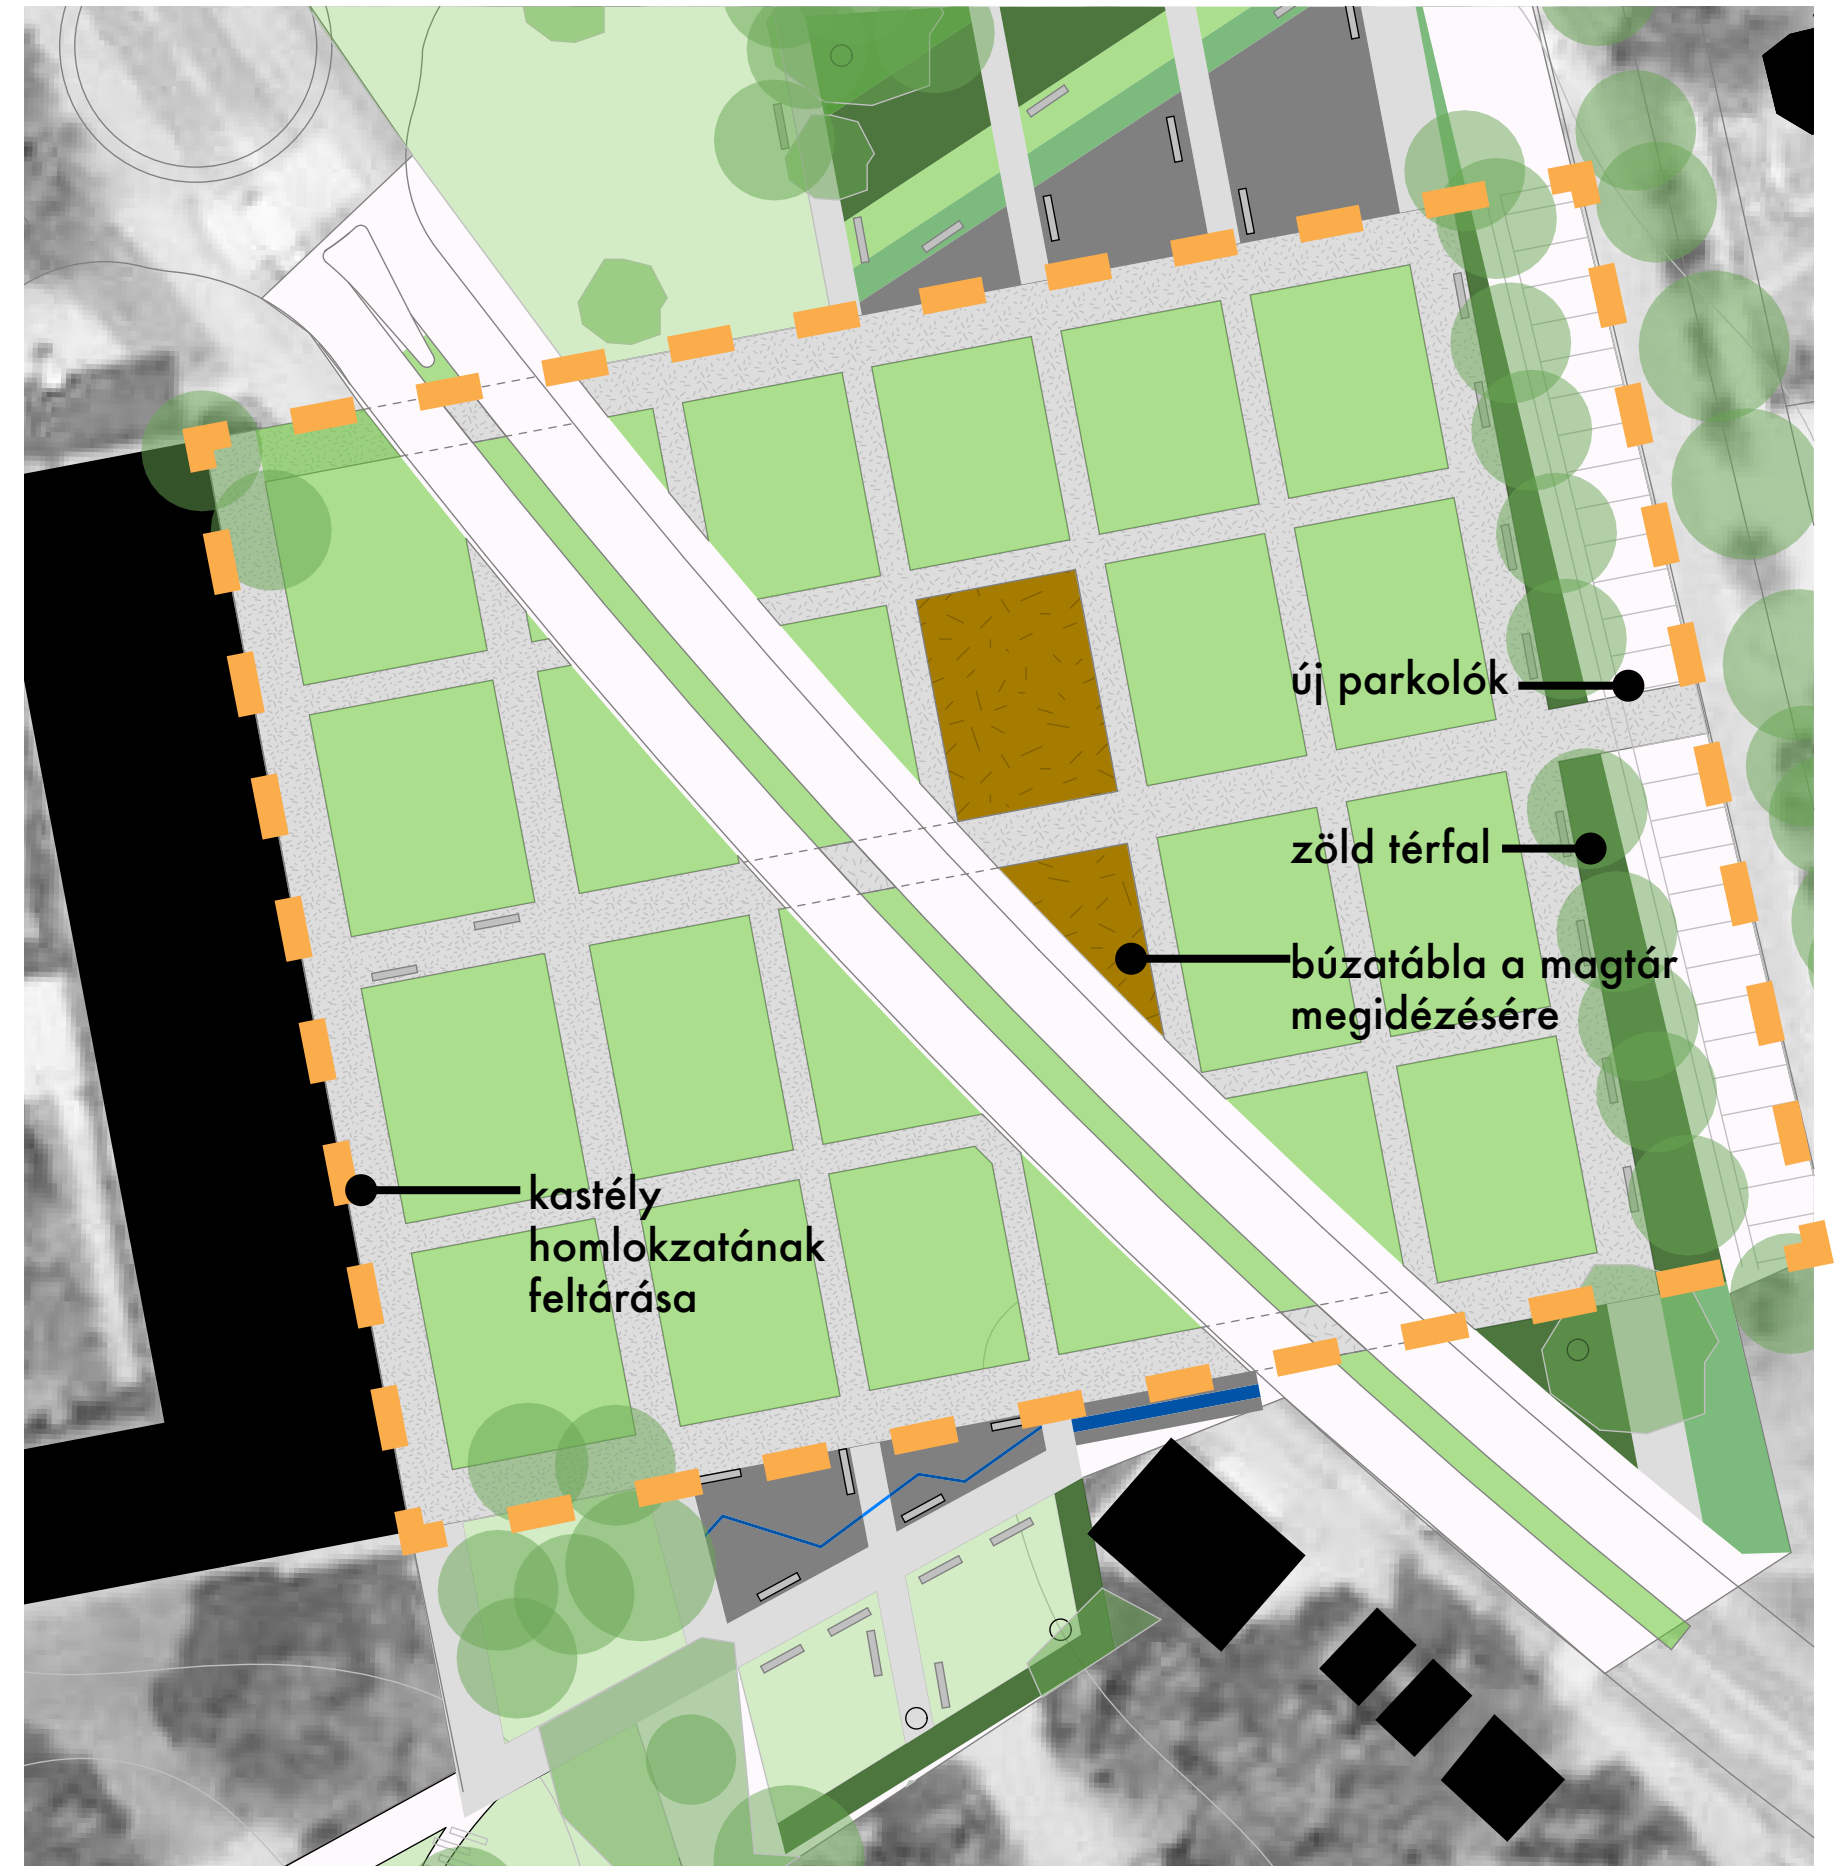 új parkolók
zöld térfal
búzatábla a magtár
megidézésére
kastély
homlokzatának
feltárása